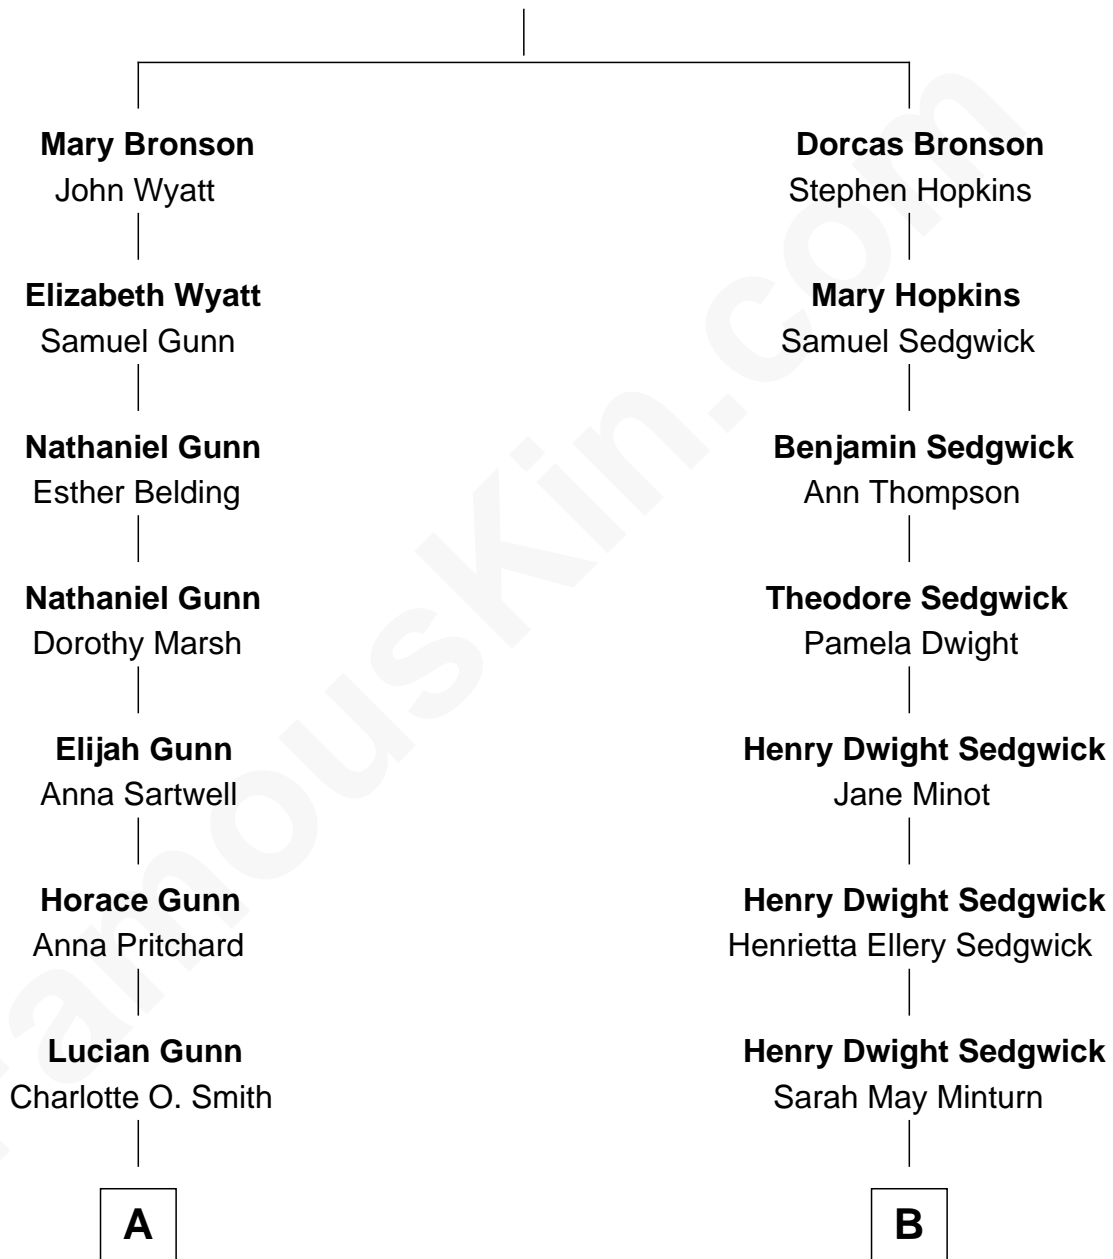 Mary Bronson
John Wyatt
Dorcas Bronson
Stephen Hopkins
Elizabeth Wyatt
Samuel Gunn
Mary Hopkins
Samuel Sedgwick
Nathaniel Gunn
Esther Belding
Benjamin Sedgwick
Ann Thompson
Nathaniel Gunn
Dorothy Marsh
Theodore Sedgwick
Pamela Dwight
Elijah Gunn
Anna Sartwell
Henry Dwight Sedgwick
Jane Minot
Horace Gunn
Anna Pritchard
Henry Dwight Sedgwick
Henrietta Ellery Sedgwick
Lucian Gunn
Charlotte O. Smith
Henry Dwight Sedgwick
Sarah May Minturn
A
B
FamousKin.com